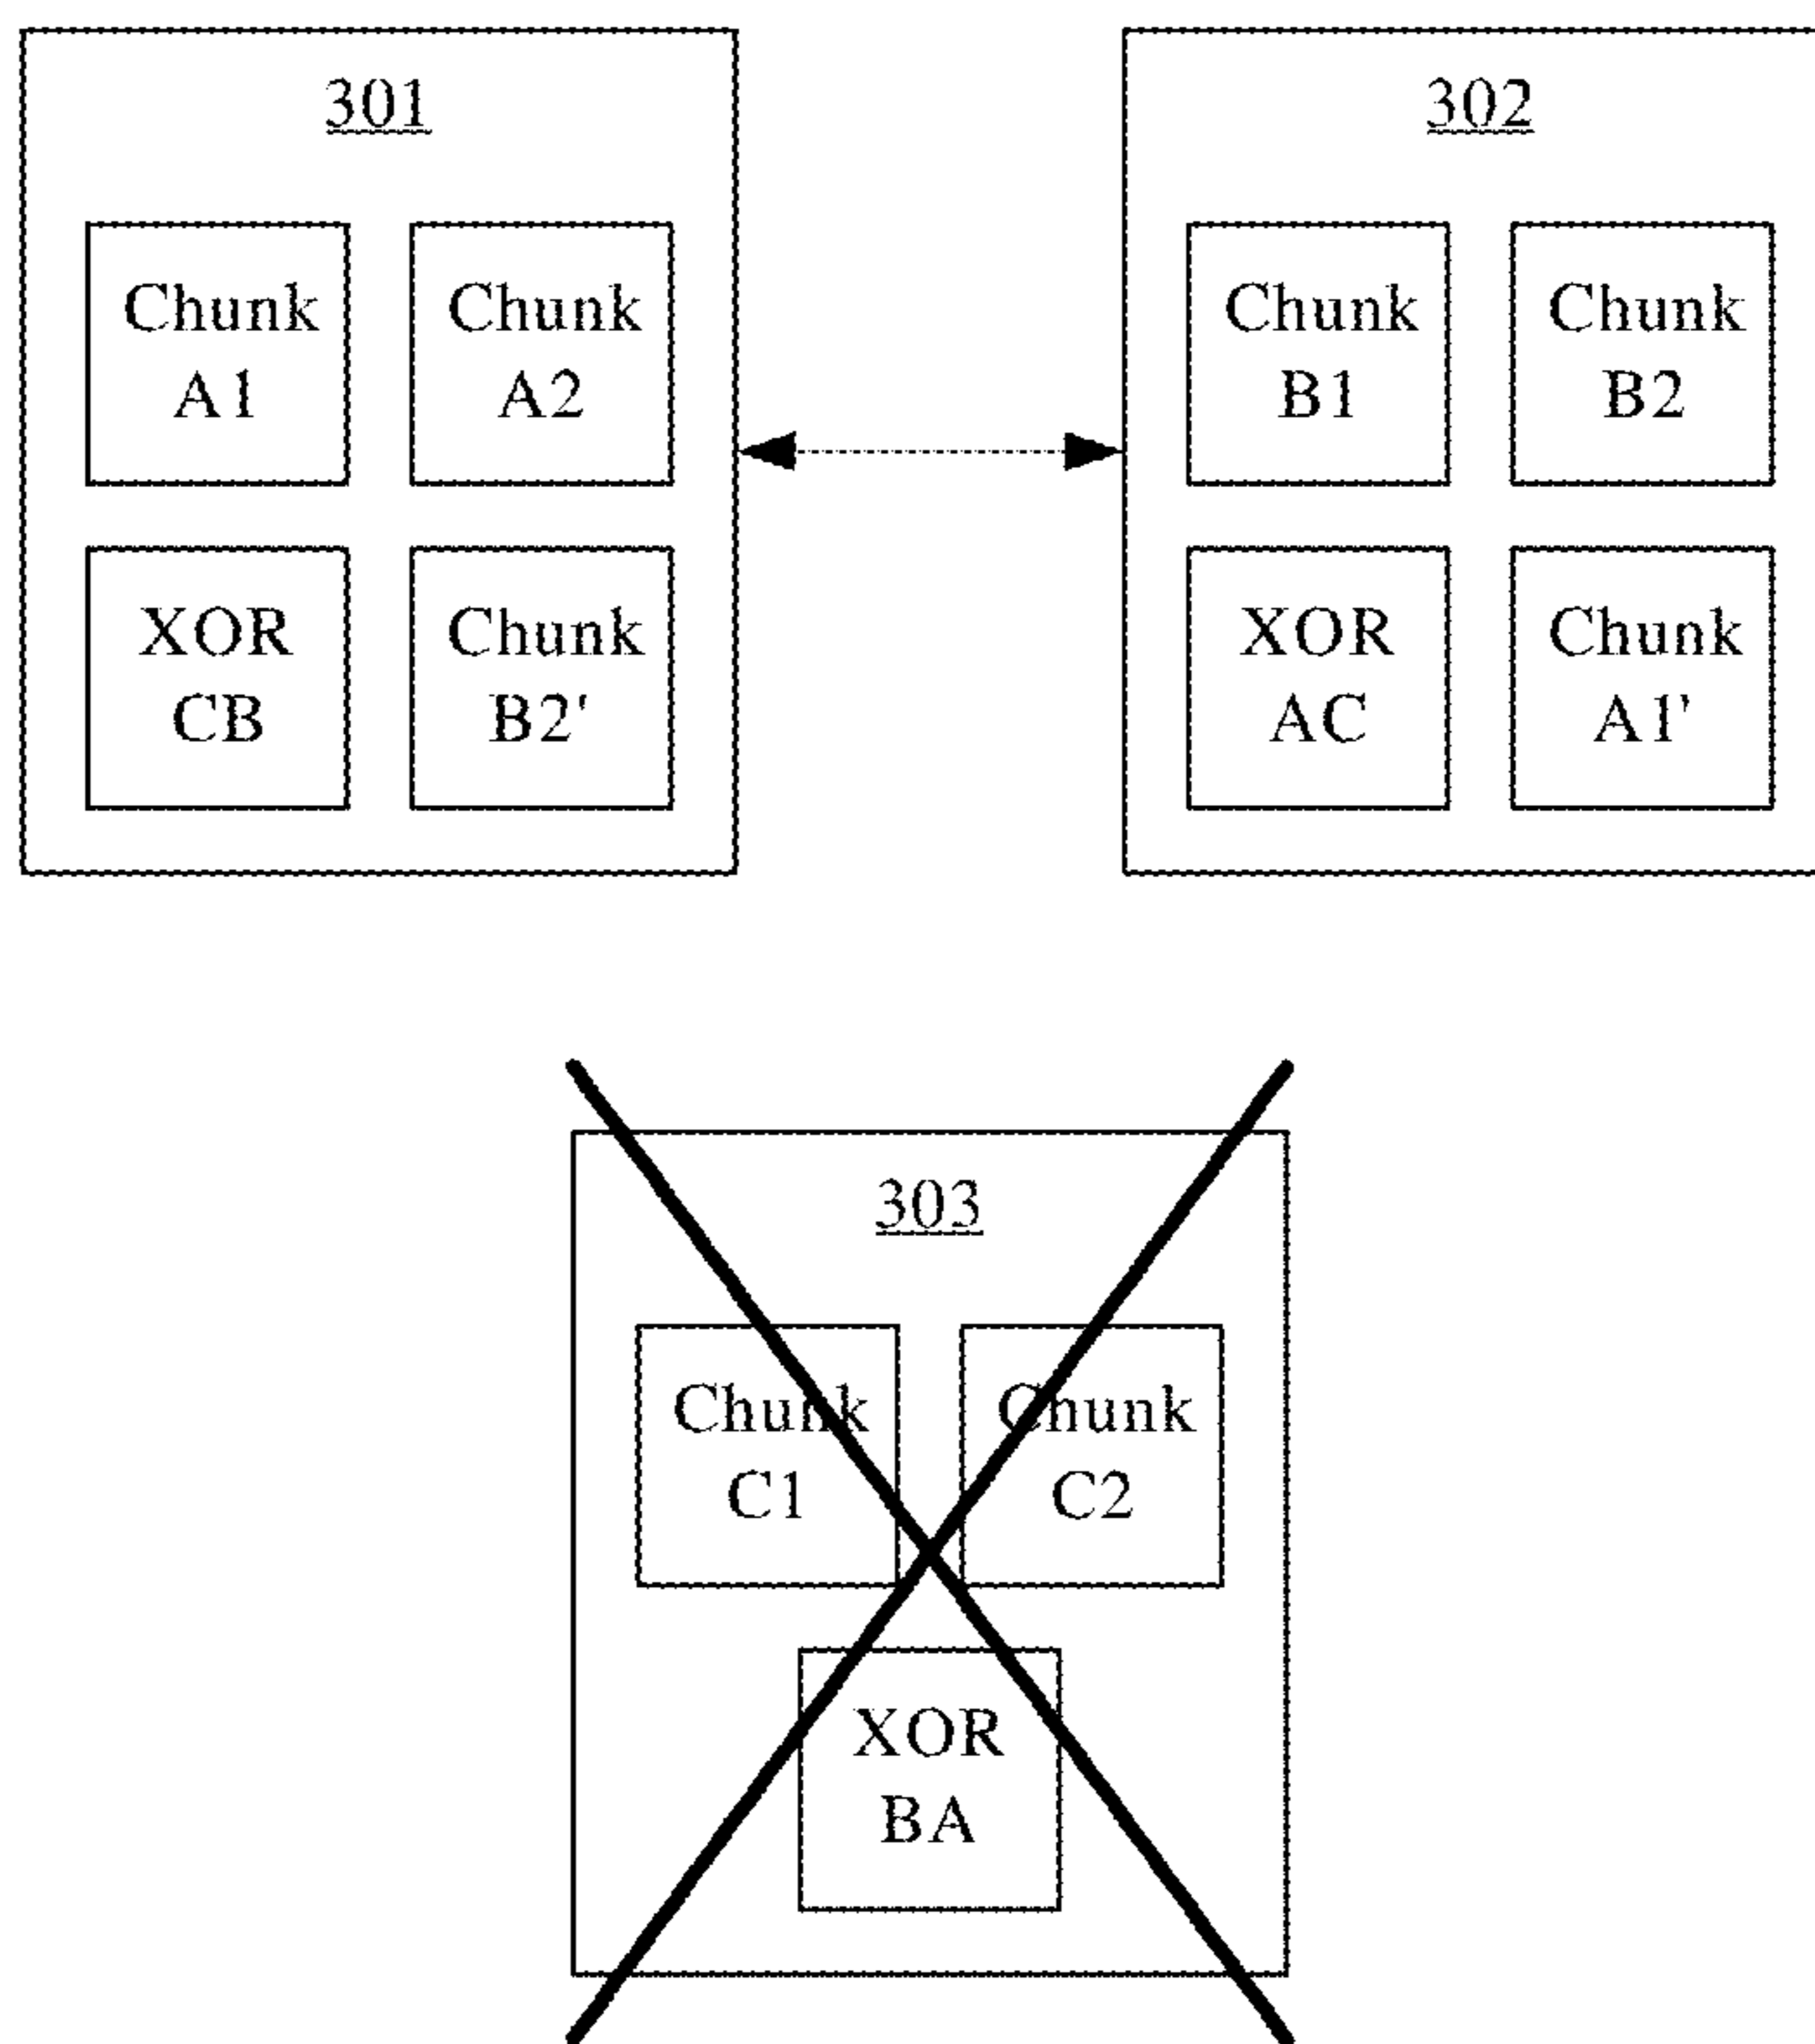 301
Chunk
A1
Chunk
A2
XOR
CB
Chunk
B2'
302
Chunk
B1
Chunk
B2
XOR
AC
Chunk
A1'
303
Chunk
C1
Chunk
C2
XOR
BA